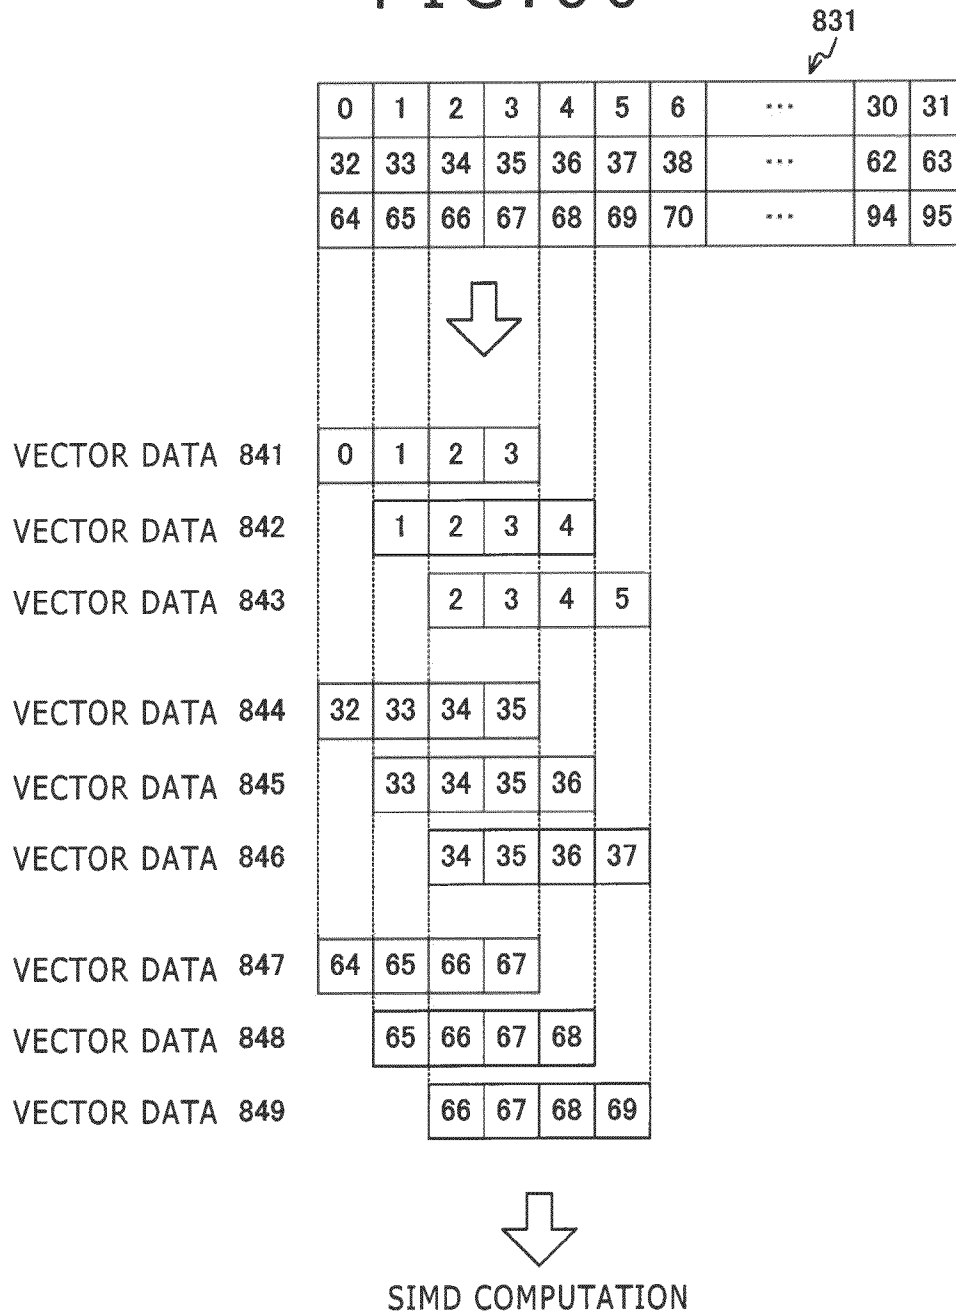 FIG.
831
0 1 2 3 4 5 6 ... 30 31
32 33 34 35 36 37 38 ... 62 63
64 65 66 67 68 69 70 ... 94 95
VECTOR DATA 841 0 1 2 3
VECTOR DATA 842 1 2 3 4
VECTOR DATA 843 2 3 4 5
VECTOR DATA 844 32 33 34 35
VECTOR DATA 845 33 34 35 36
VECTOR DATA 846 34 35 36 37
VECTOR DATA 847 64 65 66 67
VECTOR DATA 848 65 66 67 68
VECTOR DATA 849 66 67 68 69
SIMD COMPUTATION